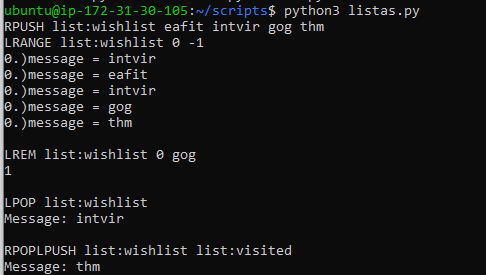 ubuntu@ip-172-31-30-105:~/scripts$ python3 listas.py
RPUSH list:wishlist eafit intvir gog thm
LRANGE list:wishlist 0 -1
0.)message = intvir
0.)message = eafit
0.)message = intvir
0.)message = gog
0.)message = thm
LREM list:wishlist 0 gog
1
LPOP list:wishlist
Message: intvir
RPOPLPUSH list:wishlist list:visited
Message: thm